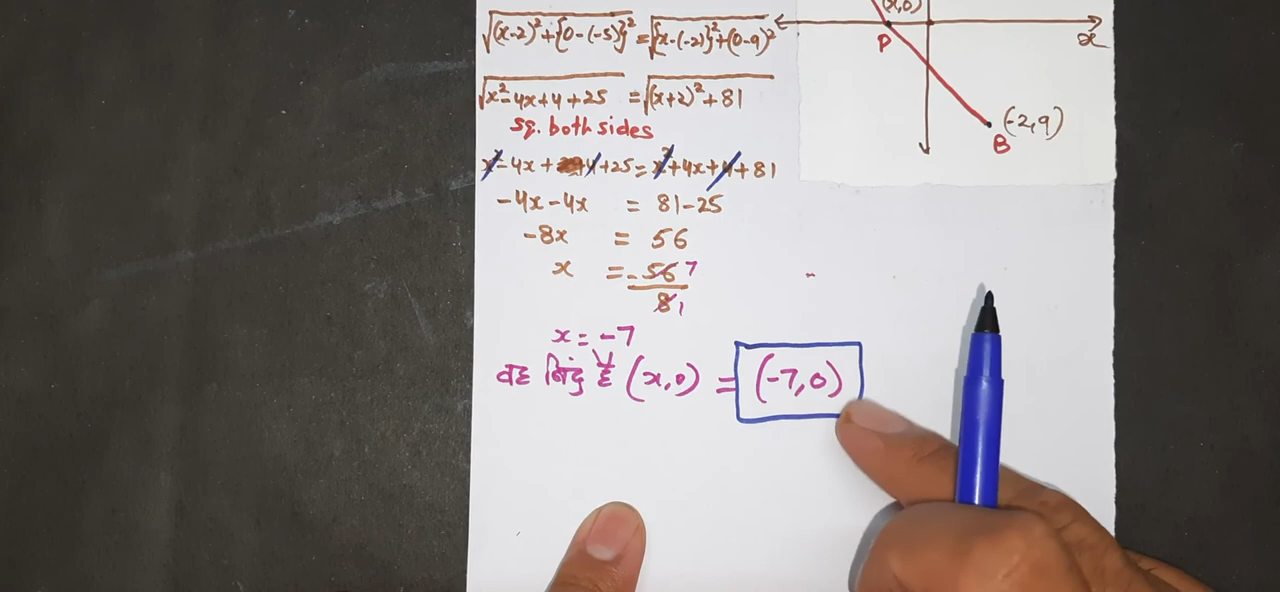 √(x-2)²+{0-(-5)}² = √{x-(-2)}²+(0-9)²
√x²-4x+4+25 = √(x+2)²+81
sq. both sides
x²-4x+4+25 = x²+4x+4+81
-4x-4x = 81-25
-8x = 56
x = -56 7
8 1
x = -7
वह बिंदु है (x,0) = (-7,0)
(x,0)
P
x
(-2,9)
B